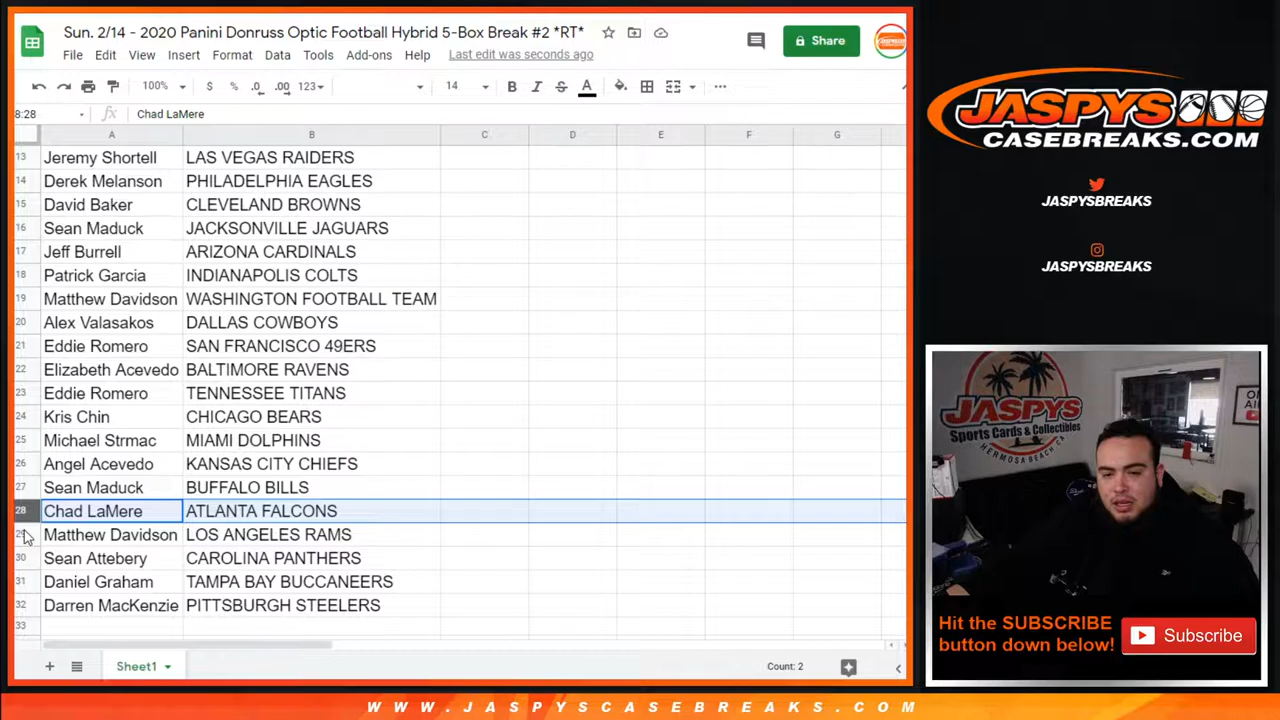 Sun. 2/14 - 2020 Panini Donruss Optic Football Hybrid 5-Box Break #2 *RT*
File Edit View Insert Format Data Tools Add-ons Help Last edit was seconds ago
Share
100% $ % .0 .00 123 14 B I S A
8:28 fx Chad LaMere
A B C D E F G
13 Jeremy Shortell LAS VEGAS RAIDERS
14 Derek Melanson PHILADELPHIA EAGLES
15 David Baker CLEVELAND BROWNS
16 Sean Maduck JACKSONVILLE JAGUARS
17 Jeff Burrell ARIZONA CARDINALS
18 Patrick Garcia INDIANAPOLIS COLTS
19 Matthew Davidson WASHINGTON FOOTBALL TEAM
20 Alex Valasakos DALLAS COWBOYS
21 Eddie Romero SAN FRANCISCO 49ERS
22 Elizabeth Acevedo BALTIMORE RAVENS
23 Eddie Romero TENNESSEE TITANS
24 Kris Chin CHICAGO BEARS
25 Michael Strmac MIAMI DOLPHINS
26 Angel Acevedo KANSAS CITY CHIEFS
27 Sean Maduck BUFFALO BILLS
28 Chad LaMere ATLANTA FALCONS
29 Matthew Davidson LOS ANGELES RAMS
30 Sean Attebery CAROLINA PANTHERS
31 Daniel Graham TAMPA BAY BUCCANEERS
32 Darren MacKenzie PITTSBURGH STEELERS
33
Sheet1 Count: 2
JASPYS
CASEBREAKS.COM
JASPYSBREAKS
JASPYSBREAKS
JASPYS
Sports Cards & Collectibles
HERMOSA BEACH CA
Hit the SUBSCRIBE
button down below!
Subscribe
WWW.JASPYSCASEBREAKS.COM